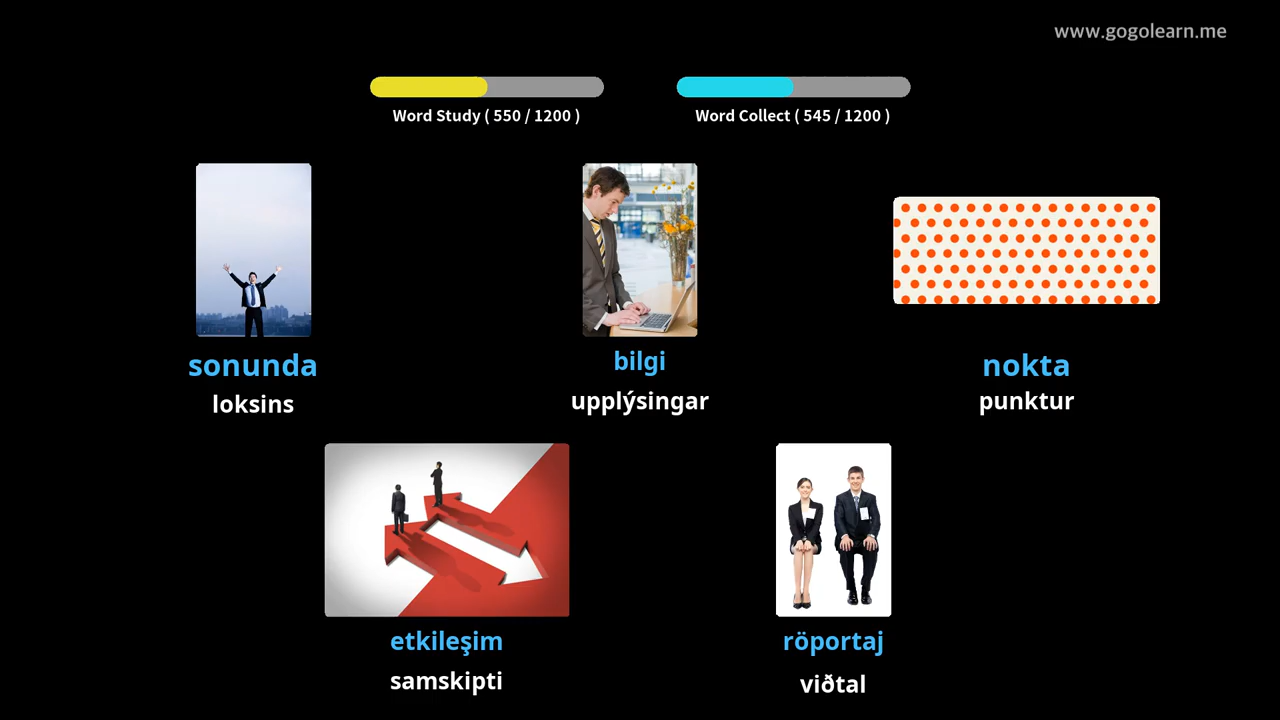 www.gogolearn.me
Word Study ( 550 / 1200 )
Word Collect ( 545 / 1200 )
sonunda
loksins
bilgi
upplýsingar
nokta
punktur
etkileşim
samskipti
röportaj
viðtal